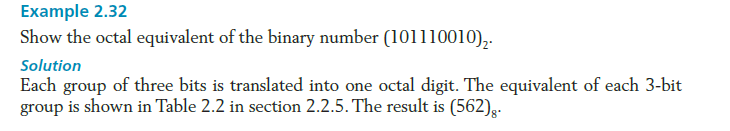 Example 2.32
Show the octal equivalent of the binary number (101110010)₂.
Solution
Each group of three bits is translated into one octal digit. The equivalent of each 3-bit
group is shown in Table 2.2 in section 2.2.5. The result is (562)₈.